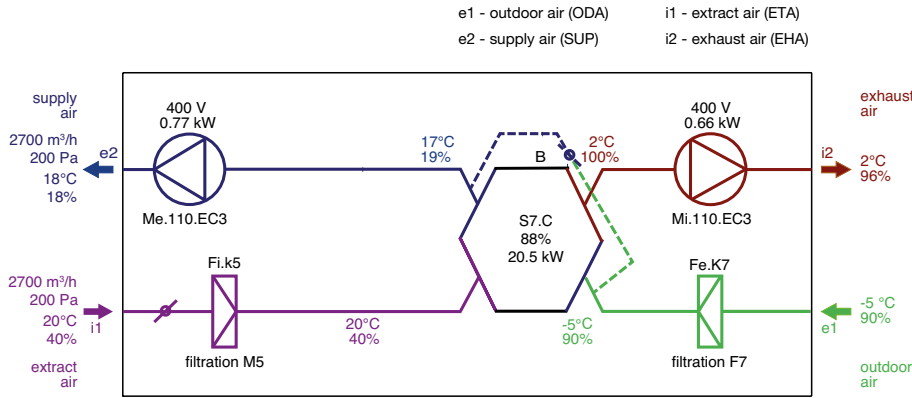 e1 - outdoor air (ODA)
i1 - extract air (ETA)
e2 - supply air (SUP)
i2 - exhaust air (EHA)
supply
air
2700 m³/h
200 Pa
e2
18°C
18%
400 V
0.77 kW
Me.110.EC3
17°C
19%
B
2°C
100%
400 V
0.66 kW
Mi.110.EC3
exhaust
air
i2
2°C
96%
S7.C
88%
20.5 kW
2700 m³/h
200 Pa
20°C
i1
40%
extract
air
Fi.k5
filtration M5
20°C
40%
-5°C
90%
Fe.K7
filtration F7
-5 °C
e1
90%
outdoor
air